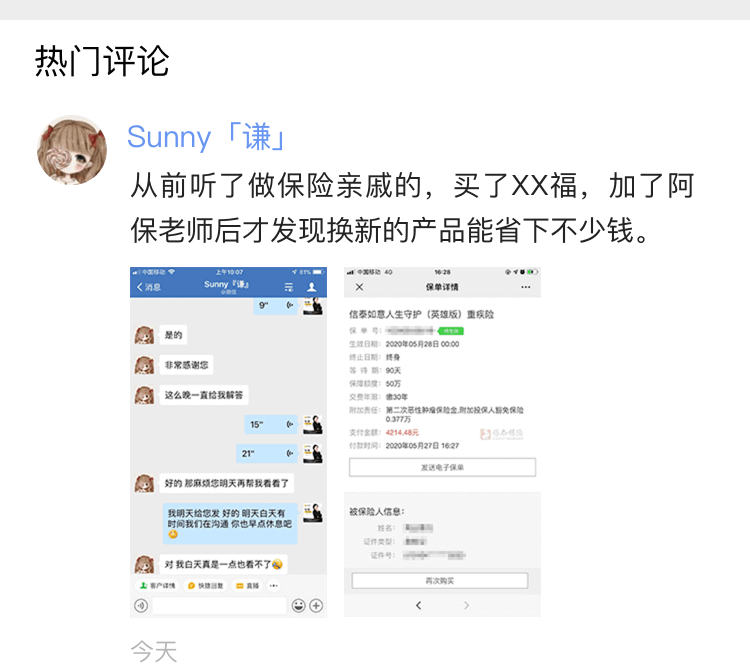 热门评论
Sunny「谦」
从前听了做保险亲戚的，买了XX福，加了阿
保老师后才发现换新的产品能省下不少钱。
中国移动
上午10:07
81%
消息
Sunny『谦』
@微信
9"
是的
非常感谢您
这么晚一直给我解答
15"
21"
好的 那麻烦您明天再帮我看看了
我明天给您发 好的 明天白天有
时间我们在沟通 你也早点休息吧
对 我白天真是一点也看不了
客户详情
快捷回复
直播
中国移动 4G
16:28
保单详情
信泰如意人生守护（英雄版）重疾险
保 单 号：
生效日期： 2020年05月28日 00:00
终止日期： 终身
等 待 期： 90天
保障额度： 50万
交费年限： 缴30年
附加责任： 第二次恶性肿瘤保险金,附加投保人豁免保险
0.377万
支付金额： 4214.48元
付款时间： 2020年05月27日 16:27
发送电子保单
被保险人信息：
姓名：
证件类型：
证件号：
再次购买
今天